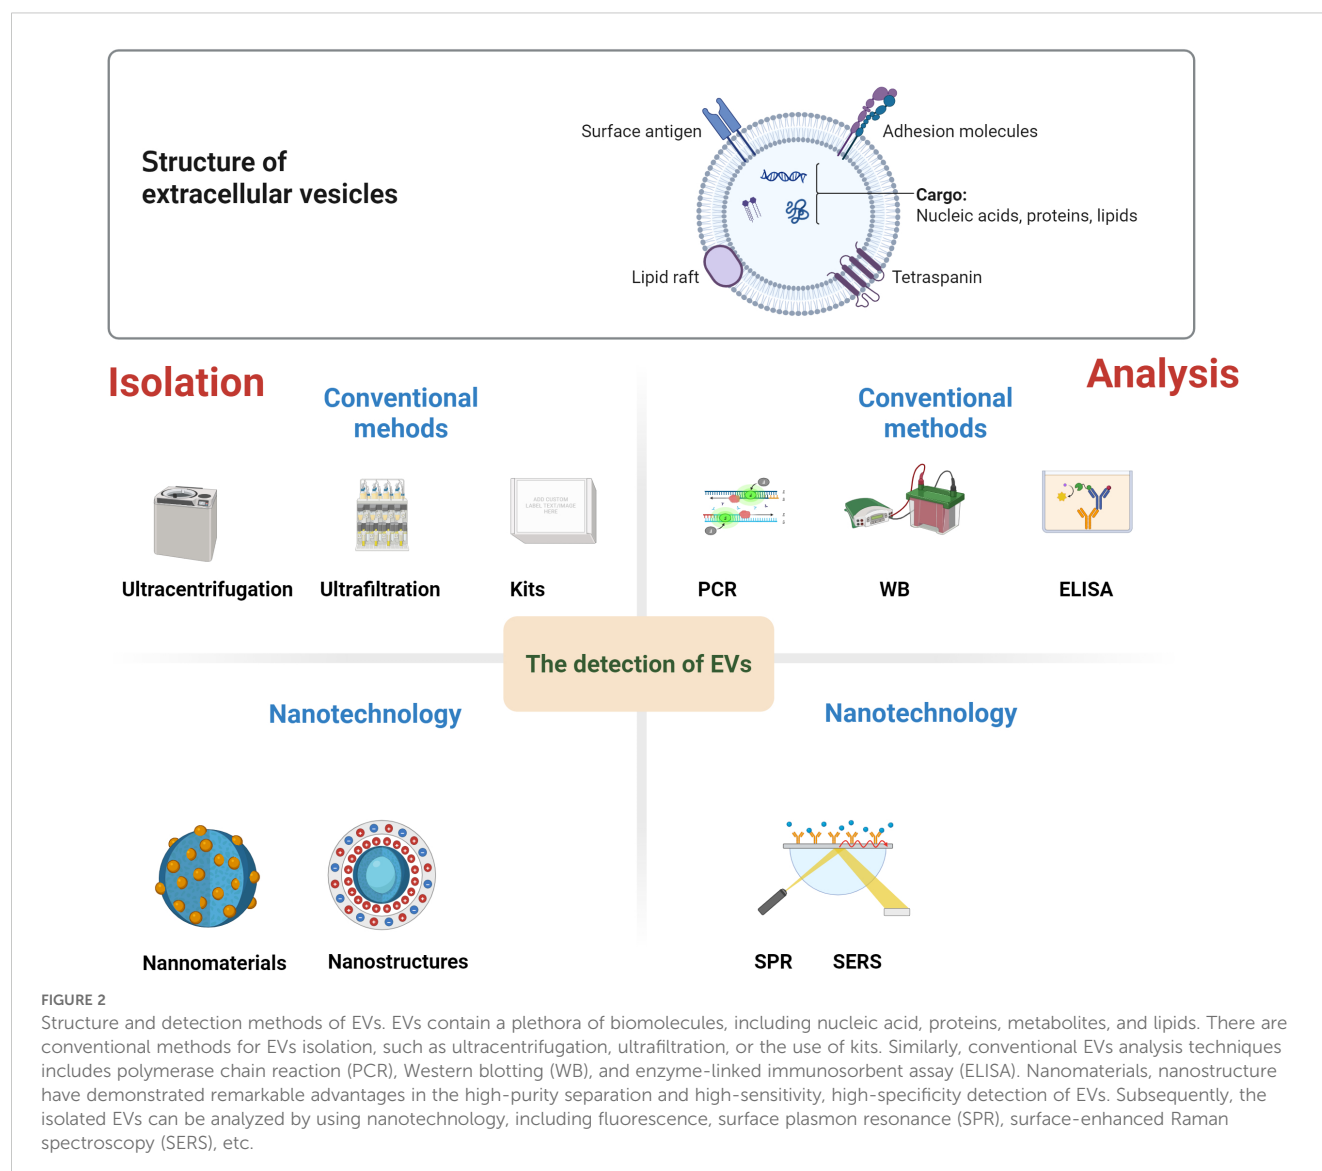 Structure of
extracellular vesicles
Surface antigen
Adhesion molecules
Cargo:
Nucleic acids, proteins, lipids
Lipid raft
Tetraspanin
Isolation
Analysis
Conventional
mehods
Conventional
methods
ADD CUSTOM
LABEL TEXT/IMAGE
HERE
Ultracentrifugation
Ultrafiltration
Kits
PCR
WB
ELISA
The detection of EVs
Nanotechnology
Nanotechnology
Nannomaterials
Nanostructures
SPR
SERS
FIGURE 2
Structure and detection methods of EVs. EVs contain a plethora of biomolecules, including nucleic acid, proteins, metabolites, and lipids. There are
conventional methods for EVs isolation, such as ultracentrifugation, ultrafiltration, or the use of kits. Similarly, conventional EVs analysis techniques
includes polymerase chain reaction (PCR), Western blotting (WB), and enzyme-linked immunosorbent assay (ELISA). Nanomaterials, nanostructure
have demonstrated remarkable advantages in the high-purity separation and high-sensitivity, high-specificity detection of EVs. Subsequently, the
isolated EVs can be analyzed by using nanotechnology, including fluorescence, surface plasmon resonance (SPR), surface-enhanced Raman
spectroscopy (SERS), etc.